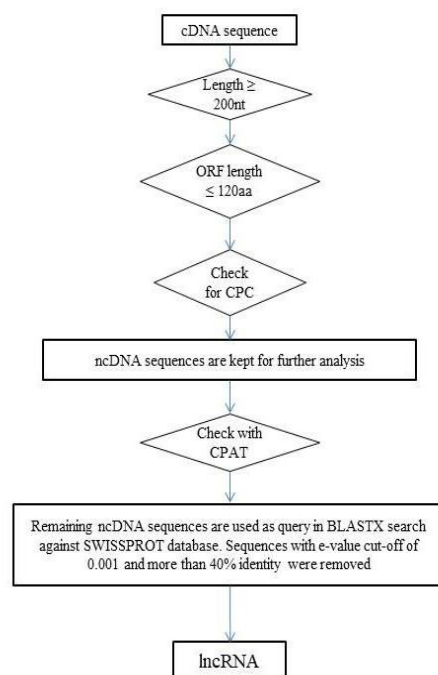 cDNA sequence
Length ≥
200nt
ORF length
≤ 120aa
Check
for CPC
ncDNA sequences are kept for further analysis
Check with
CPAT
Remaining ncDNA sequences are used as query in BLASTX search
against SWISSPROT database. Sequences with e-value cut-off of
0.001 and more than 40% identity were removed
lncRNA